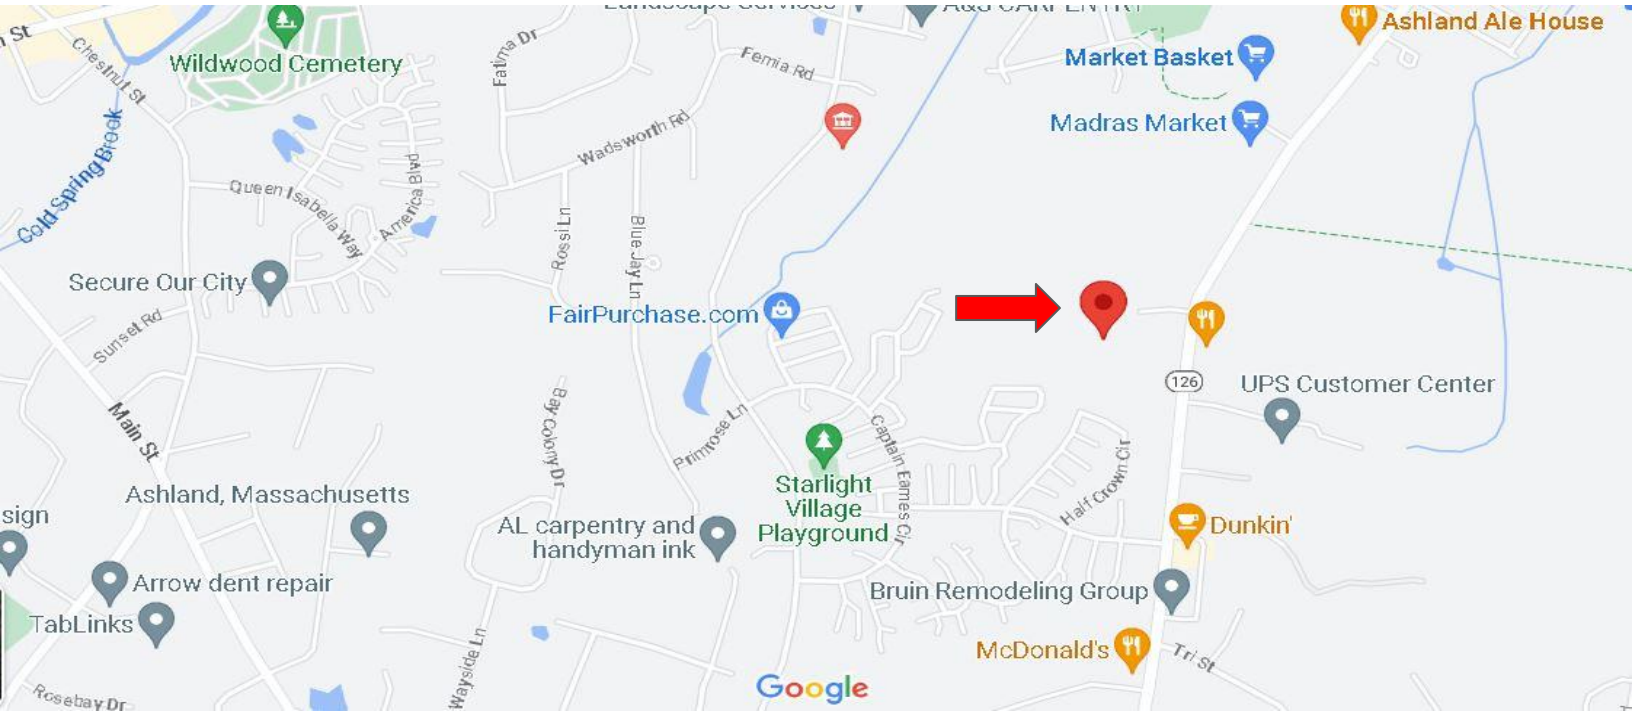 Landscape Services
A&S CARPENTRY
Ashland Ale House
St
Chestnut St
Wildwood Cemetery
Fatima Dr
Femia Rd
Market Basket
Madras Market
Cold Spring Brook
Wadsworth Rd
America Blvd
Queen Isabella Way
Rossi Ln
Blue Jay Ln
Secure Our City
FairPurchase.com
Sunset Rd
126
UPS Customer Center
Main St
Bay Colony Dr
Primrose Ln
Captain Eames Cir
Half Crown Cir
Starlight
Village
Playground
Ashland, Massachusetts
sign
AL carpentry and
handyman ink
Dunkin'
Arrow dent repair
Bruin Remodeling Group
TabLinks
McDonald's
Tri St
Wayside Ln
Rosebay Dr
Google